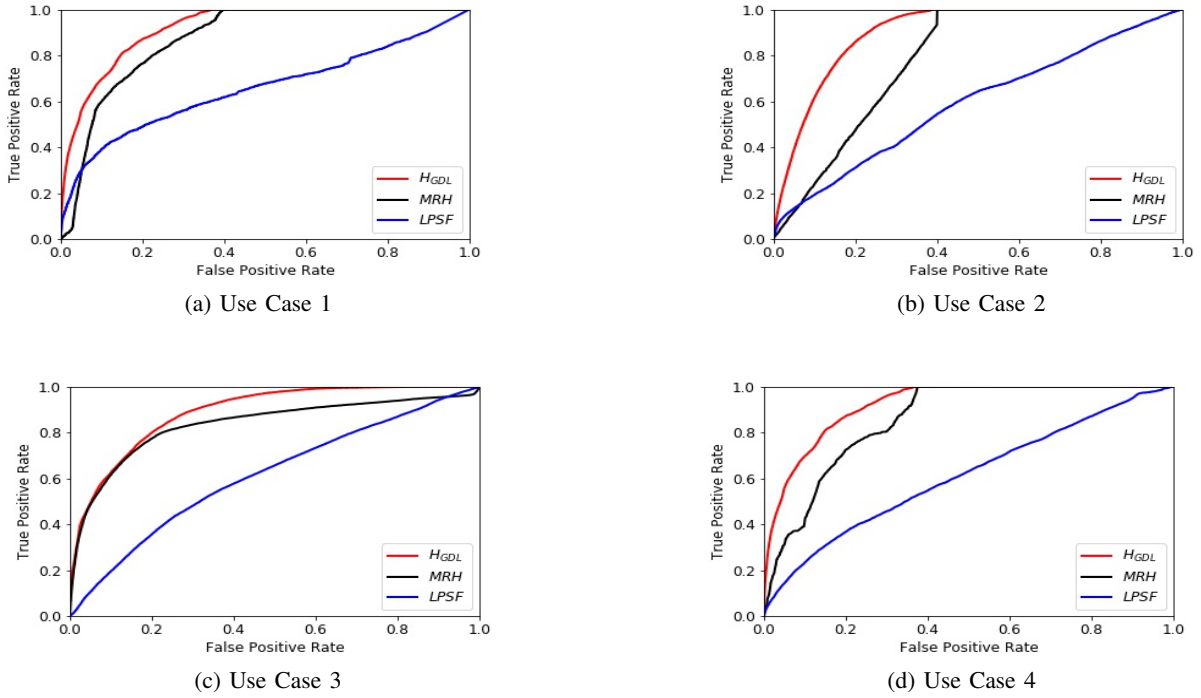 1.0
0.8
0.6
0.4
0.2
0.0
True Positive Rate
H_GDL
MRH
LPSF
0.0 0.2 0.4 0.6 0.8 1.0
False Positive Rate
(a) Use Case 1
1.0
0.8
0.6
0.4
0.2
0.0
True Positive Rate
H_GDL
MRH
LPSF
0.0 0.2 0.4 0.6 0.8 1.0
False Positive Rate
(b) Use Case 2
1.0
0.8
0.6
0.4
0.2
0.0
True Positive Rate
H_GDL
MRH
LPSF
0.0 0.2 0.4 0.6 0.8 1.0
False Positive Rate
(c) Use Case 3
1.0
0.8
0.6
0.4
0.2
0.0
True Positive Rate
H_GDL
MRH
LPSF
0.0 0.2 0.4 0.6 0.8 1.0
False Positive Rate
(d) Use Case 4